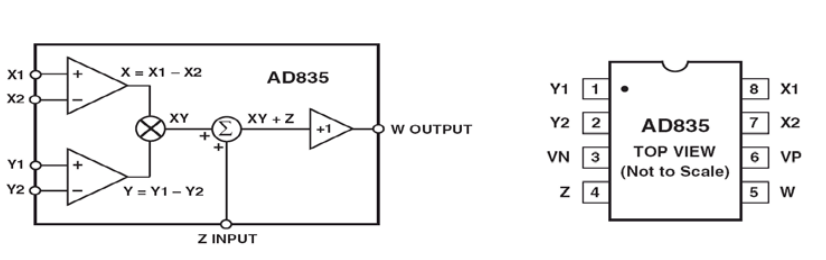 X1
+
X = X1 – X2
AD835
X2
–
XY
Σ
XY + Z
+1
W OUTPUT
+
+
Y1
+
Y2
–
Y = Y1 – Y2
Z INPUT
Y1 1
8 X1
Y2 2
AD835
7 X2
VN 3
TOP VIEW
6 VP
(Not to Scale)
Z 4
5 W